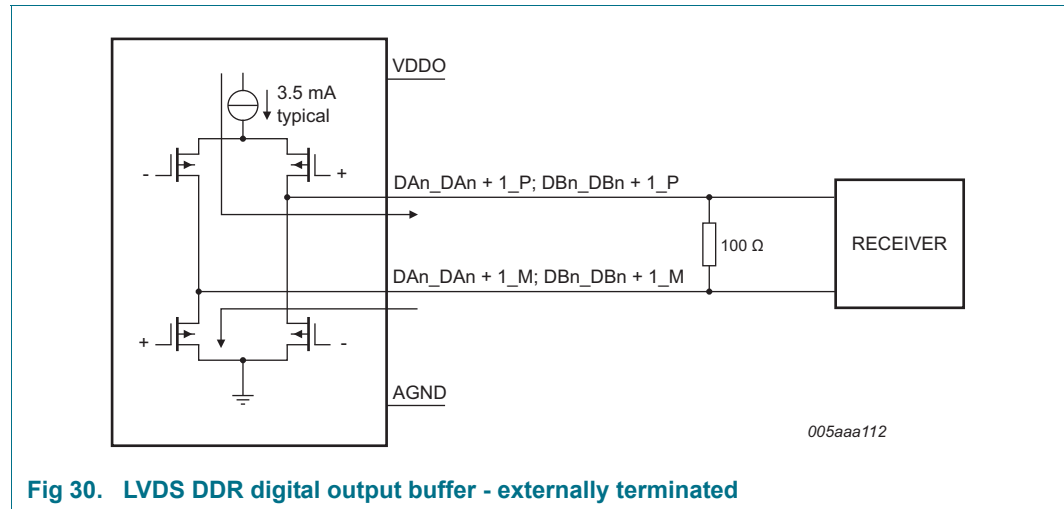 VDDO
3.5 mA
typical
-
+
DAn_DAn + 1_P; DBn_DBn + 1_P
100 Ω
RECEIVER
DAn_DAn + 1_M; DBn_DBn + 1_M
+
-
AGND
005aaa112
Fig 30. LVDS DDR digital output buffer - externally terminated